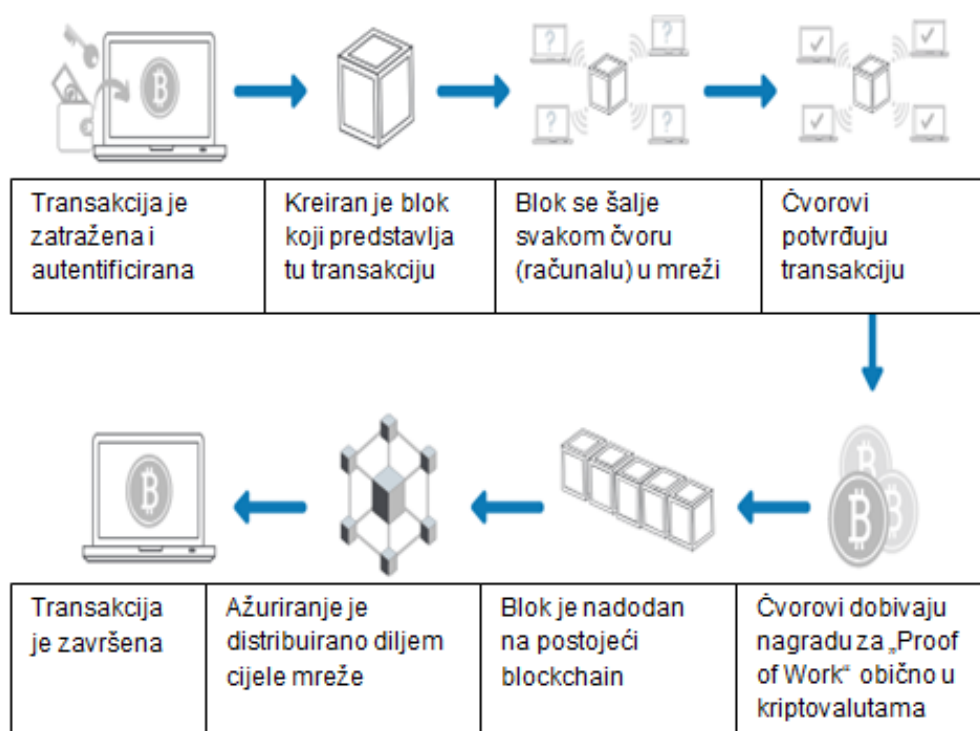 Transakcija je
zatražena i
autentificirana
Kreiran je blok
koji predstavlja
tu transakciju
Blok se šalje
svakom čvoru
(računalu) u mreži
Čvorovi
potvrđuju
transakciju
Čvorovi dobivaju
nagradu za „Proof
of Work“ obično u
kriptovalutama
Blok je nadodan
na postojeći
blockchain
Ažuriranje je
distribuirano diljem
cijele mreže
Transakcija
je završena